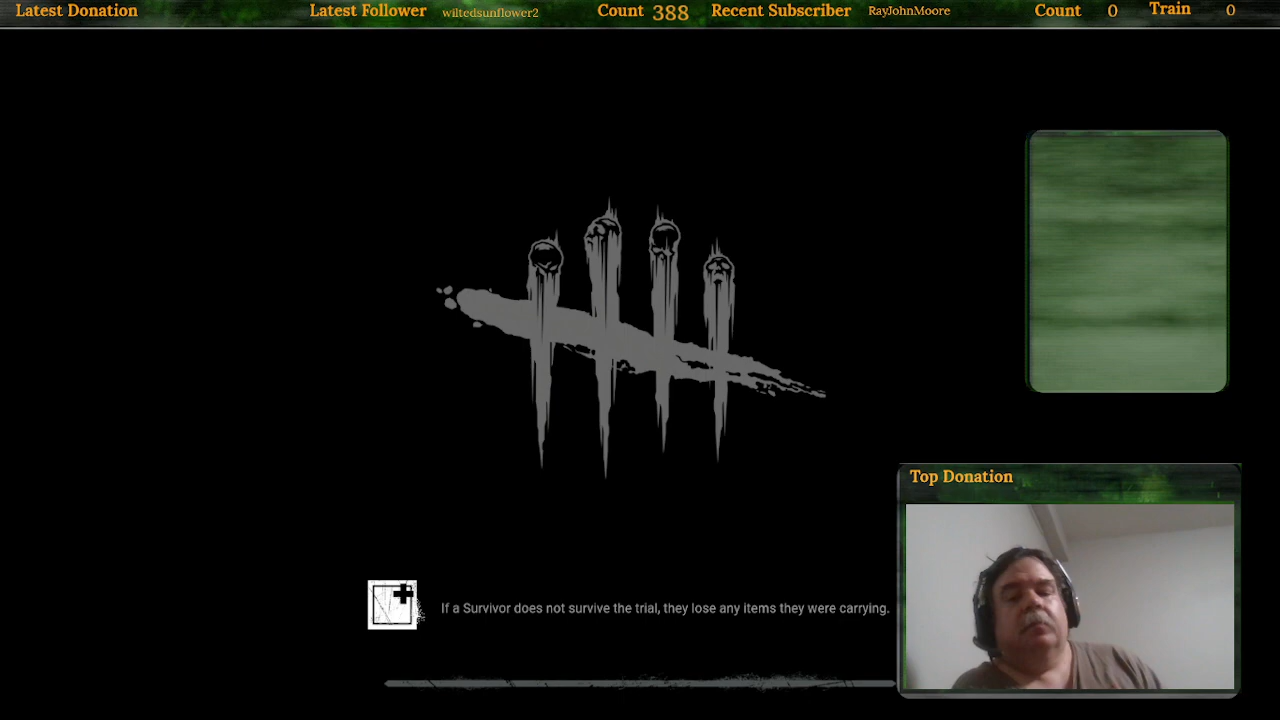 Latest Donation Latest Follower wiltedsunflower2 Count 388 Recent Subscriber RayJohnMoore Count 0 Train 0
Top Donation
If a Survivor does not survive the trial, they lose any items they were carrying.